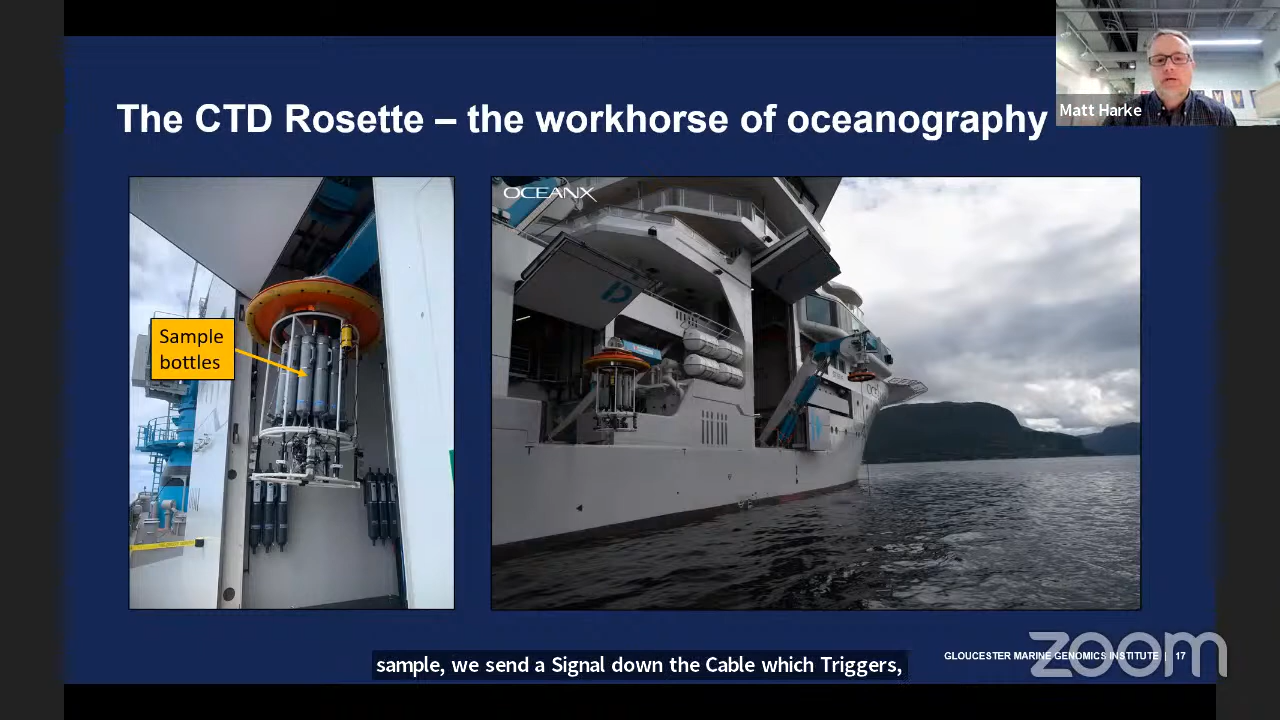 Matt Harke
The CTD Rosette – the workhorse of oceanography
OCEANX
Sample
bottles
sample, we send a Signal down the Cable which Triggers,
GLOUCESTER MARINE GENOMICS INSTITUTE | 17
zoom